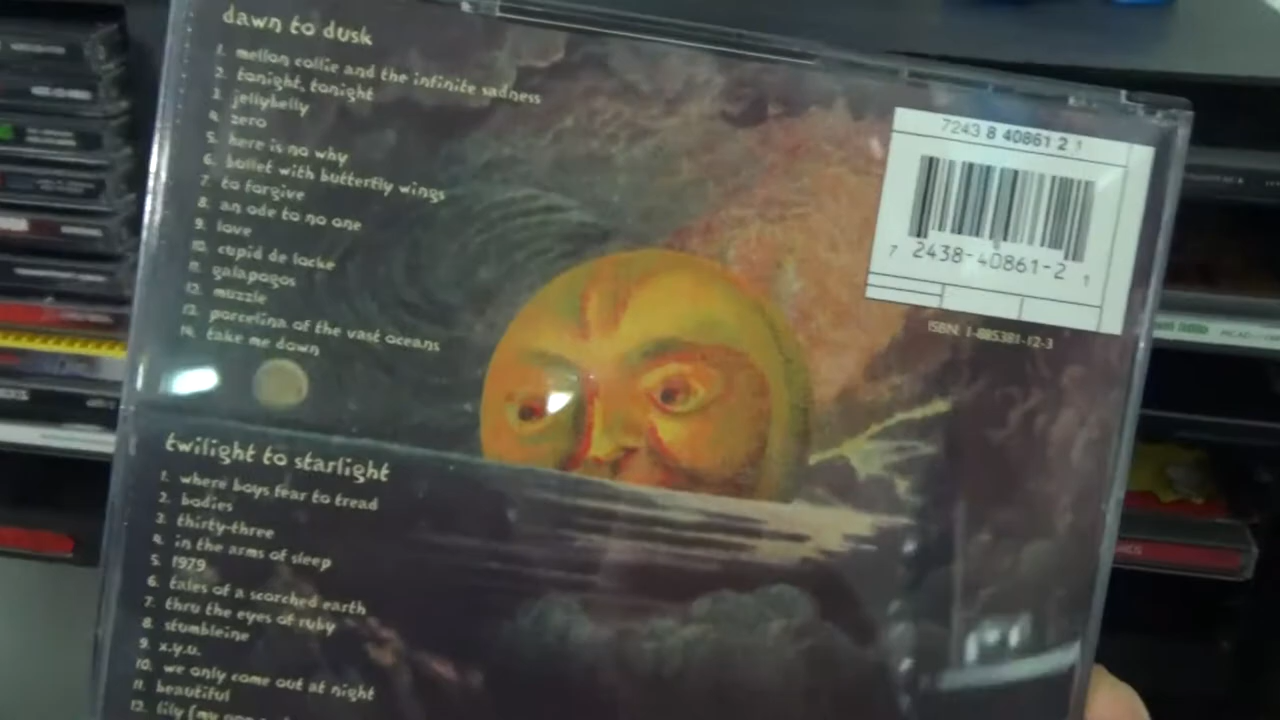 dawn to dusk
1. mellon collie and the infinite sadness
2. tonight, tonight
3. jellybelly
4. zero
5. here is no why
6. bullet with butterfly wings
7. to forgive
8. an ode to no one
9. love
10. cupid de locke
11. galapogos
12. muzzle
13. porcelina of the vast oceans
14. take me down
7243 8 40861 2 1
7 2438-40861-2 1
ISBN: 1-885381-12-3
twilight to starlight
1. where boys fear to tread
2. bodies
3. thirty-three
4. in the arms of sleep
5. 1979
6. tales of a scorched earth
7. thru the eyes of ruby
8. stumbleine
9. x.y.u.
10. we only come out at night
11. beautiful
12. lily (my